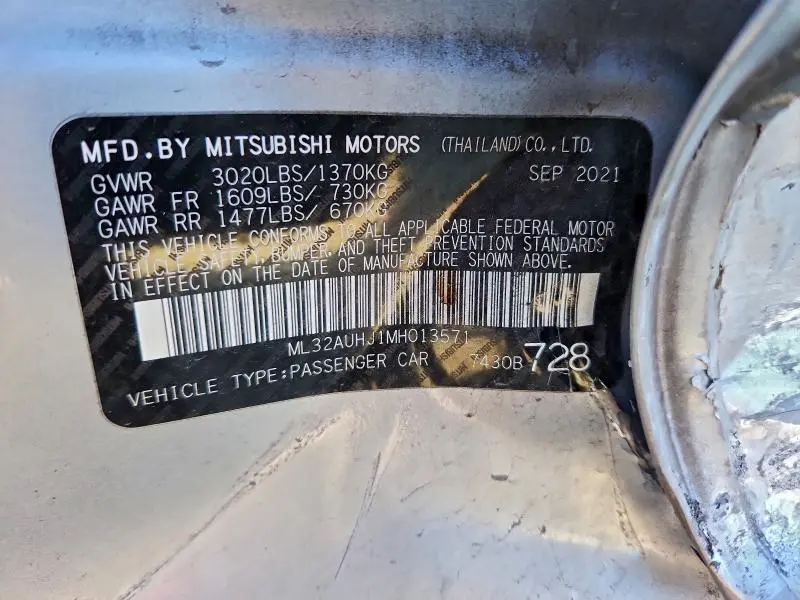 MFD.BY MITSUBISHI MOTORS (THAILAND) CO., LTD.
GVWR 3020LBS/1370KG SEP 2021
GAWR FR 1609LBS/ 730KG
GAWR RR 1477LBS/ 670KG
THIS VEHICLE CONFORMS TO ALL APPLICABLE FEDERAL MOTOR
VEHICLE SAFETY, BUMPER, AND THEFT PREVENTION STANDARDS
IN EFFECT ON THE DATE OF MANUFACTURE SHOWN ABOVE.
ML32AUHJ1MH013571
VEHICLE TYPE:PASSENGER CAR 7430B 728